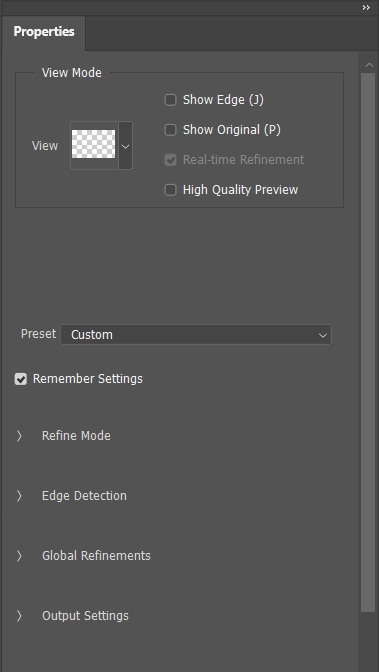 Properties
View Mode
Show Edge (J)
Show Original (P)
View
Real-time Refinement
High Quality Preview
Preset Custom
Remember Settings
Refine Mode
Edge Detection
Global Refinements
Output Settings